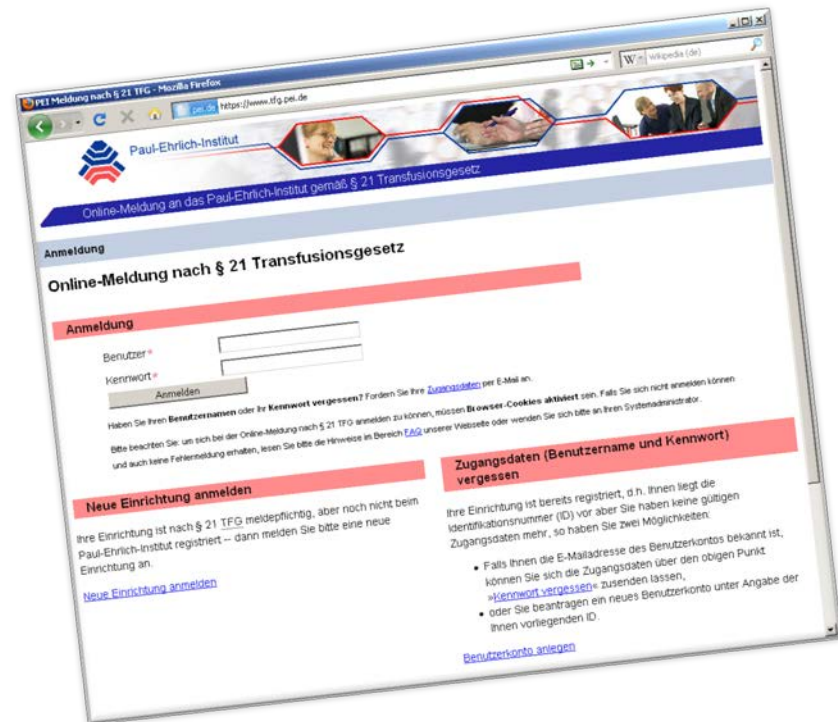 PEI Meldung nach § 21 TFG - Mozilla Firefox
pei.de https://www.tfg.pei.de
Wikipedia (de)
Paul-Ehrlich-Institut
Online-Meldung an das Paul-Ehrlich-Institut gemäß § 21 Transfusionsgesetz
Anmeldung
Online-Meldung nach § 21 Transfusionsgesetz
Anmeldung
Benutzer*
Kennwort*
Anmelden
Haben Sie Ihren Benutzernamen oder Ihr Kennwort vergessen? Fordern Sie Ihre Zugangsdaten per E-Mail an.
Bitte beachten Sie: um sich bei der Online-Meldung nach § 21 TFG anmelden zu können, müssen Browser-Cookies aktiviert sein. Falls Sie sich nicht anmelden können
und auch keine Fehlermeldung erhalten, lesen Sie bitte die Hinweise im Bereich FAQ unserer Webseite oder wenden Sie sich bitte an Ihren Systemadministrator.
Neue Einrichtung anmelden
Ihre Einrichtung ist nach § 21 TFG meldepflichtig, aber noch nicht beim
Paul-Ehrlich-Institut registriert -- dann melden Sie bitte eine neue
Einrichtung an.
Neue Einrichtung anmelden
Zugangsdaten (Benutzername und Kennwort)
vergessen
Ihre Einrichtung ist bereits registriert, d.h. Ihnen liegt die
Identifikationsnummer (ID) vor aber Sie haben keine gültigen
Zugangsdaten mehr, so haben Sie zwei Möglichkeiten:
• Falls Ihnen die E-Mailadresse des Benutzerkontos bekannt ist,
können Sie sich die Zugangsdaten über den obigen Punkt
»Kennwort vergessen« zusenden lassen,
• oder Sie beantragen ein neues Benutzerkonto unter Angabe der
Ihnen vorliegenden ID.
Benutzerkonto anlegen